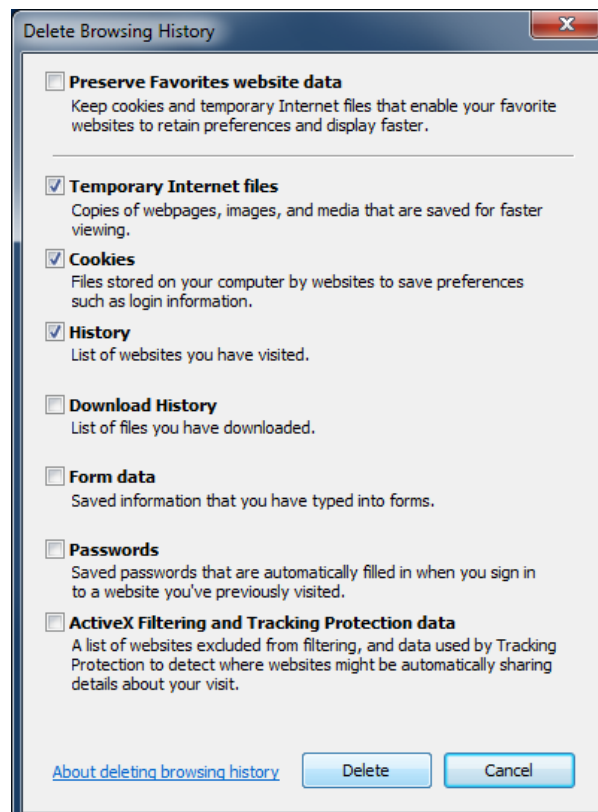 Delete Browsing History
Preserve Favorites website data
Keep cookies and temporary Internet files that enable your favorite
websites to retain preferences and display faster.
Temporary Internet files
Copies of webpages, images, and media that are saved for faster
viewing.
Cookies
Files stored on your computer by websites to save preferences
such as login information.
History
List of websites you have visited.
Download History
List of files you have downloaded.
Form data
Saved information that you have typed into forms.
Passwords
Saved passwords that are automatically filled in when you sign in
to a website you've previously visited.
ActiveX Filtering and Tracking Protection data
A list of websites excluded from filtering, and data used by Tracking
Protection to detect where websites might be automatically sharing
details about your visit.
About deleting browsing history Delete Cancel